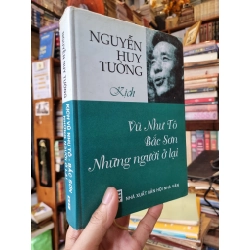 NGUYỄN
HUY
TƯỞNG
Kịch
Vũ Như Tô
Bắc Sơn
Những người ở lại
NHÀ XUẤT BẢN HỘI NHÀ VĂN